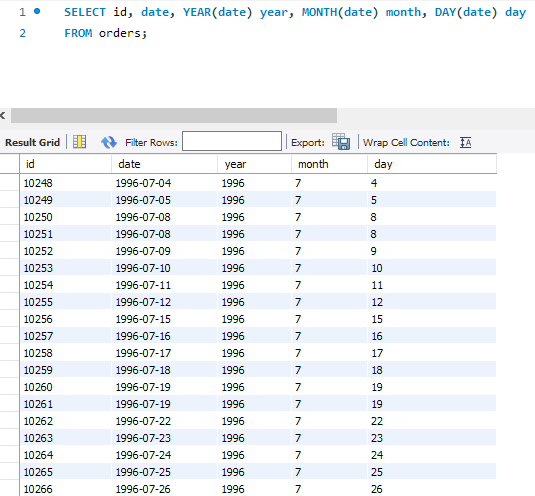 1 SELECT id, date, YEAR(date) year, MONTH(date) month, DAY(date) day
2 FROM orders;
Result Grid Filter Rows: Export: Wrap Cell Content:
id date year month day
10248 1996-07-04 1996 7 4
10249 1996-07-05 1996 7 5
10250 1996-07-08 1996 7 8
10251 1996-07-08 1996 7 8
10252 1996-07-09 1996 7 9
10253 1996-07-10 1996 7 10
10254 1996-07-11 1996 7 11
10255 1996-07-12 1996 7 12
10256 1996-07-15 1996 7 15
10257 1996-07-16 1996 7 16
10258 1996-07-17 1996 7 17
10259 1996-07-18 1996 7 18
10260 1996-07-19 1996 7 19
10261 1996-07-19 1996 7 19
10262 1996-07-22 1996 7 22
10263 1996-07-23 1996 7 23
10264 1996-07-24 1996 7 24
10265 1996-07-25 1996 7 25
10266 1996-07-26 1996 7 26